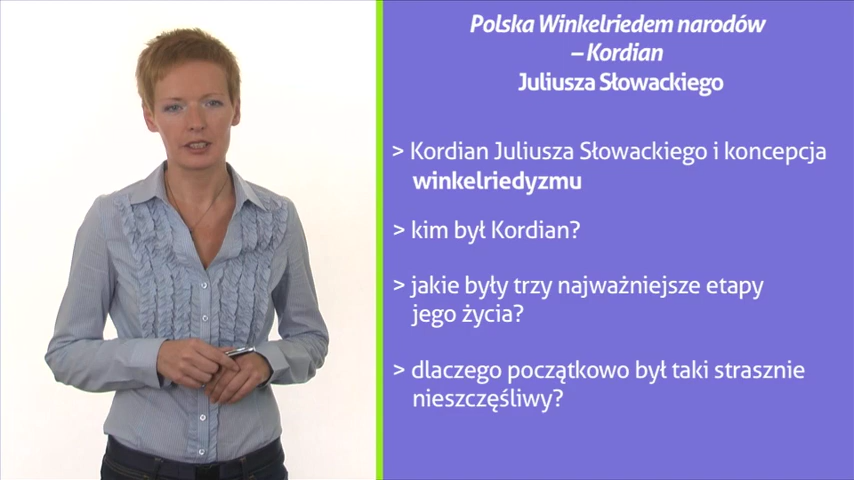 Polska Winkelriedem narodów
– Kordian
Juliusza Słowackiego
> Kordian Juliusza Słowackiego i koncepcja
winkelriedyzmu
> kim był Kordian?
> jakie były trzy najważniejsze etapy
jego życia?
> dlaczego początkowo był taki strasznie
nieszczęśliwy?